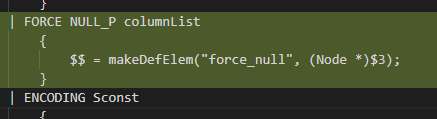 }
| FORCE NULL_P columnList
{
$$ = makeDefElem("force_null", (Node *)$3);
}
| ENCODING Sconst
{